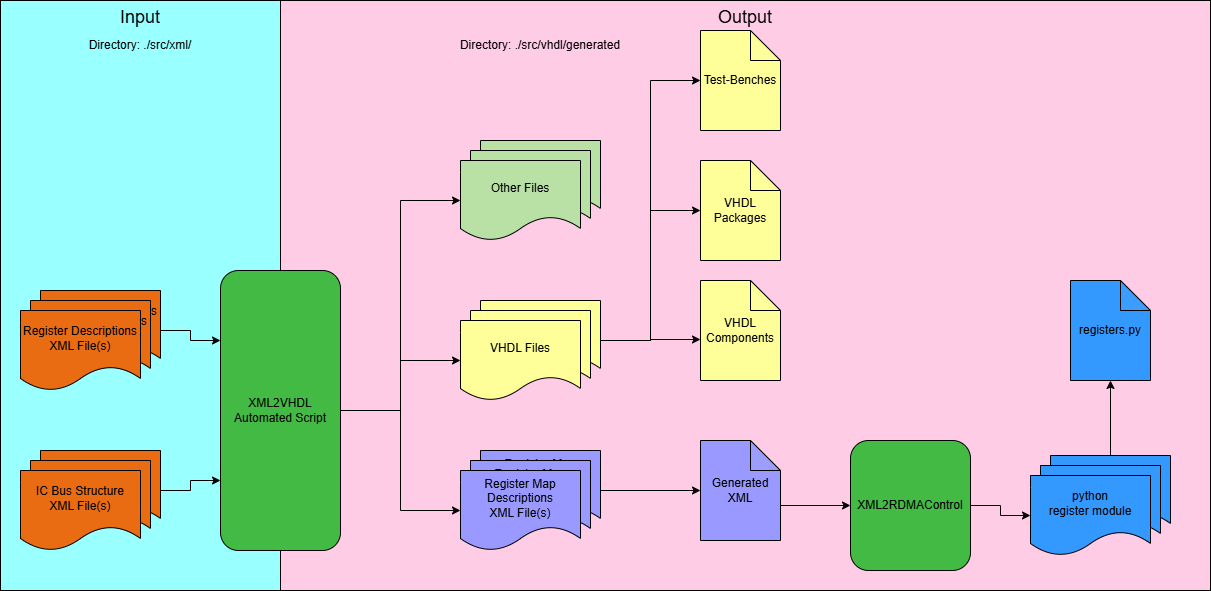 Input
Output
Directory: ./src/xml/
Directory: ./src/vhdl/generated
Test-Benches
Other Files
VHDL
Packages
Register Descriptions
XML File(s)
s
s
XML2VHDL
Automated Script
VHDL Files
VHDL
Components
registers.py
IC Bus Structure
XML File(s)
Register Map
Descriptions
XML File(s)
Generated
XML
XML2RDMAControl
python
register module